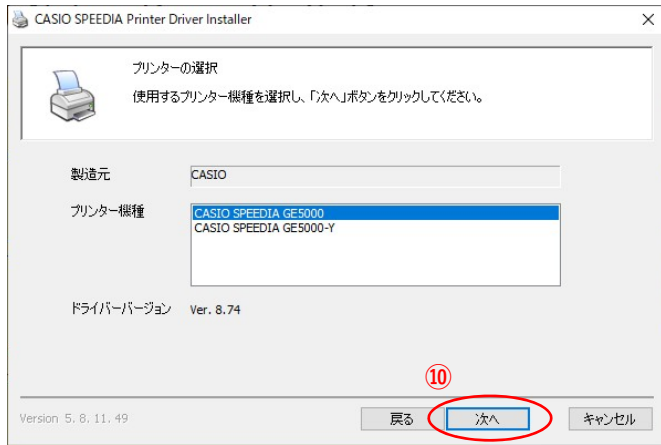 CASIO SPEEDIA Printer Driver Installer
プリンターの選択
使用するプリンター機種を選択し、「次へ」ボタンをクリックしてください。
製造元 CASIO
プリンター機種 CASIO SPEEDIA GE5000
CASIO SPEEDIA GE5000-Y
ドライバーバージョン Ver. 8.74
⑩
Version 5. 8. 11. 49 戻る 次へ キャンセル